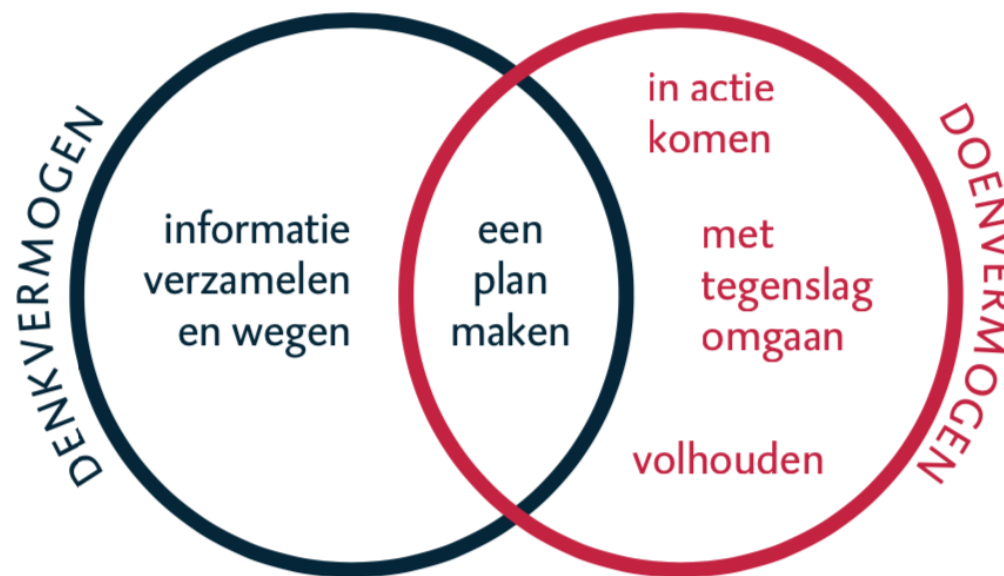 DENKVERMOGEN
informatie
verzamelen
en wegen
een
plan
maken
in actie
komen
met
tegenslag
omgaan
volhouden
DOENVERMOGEN